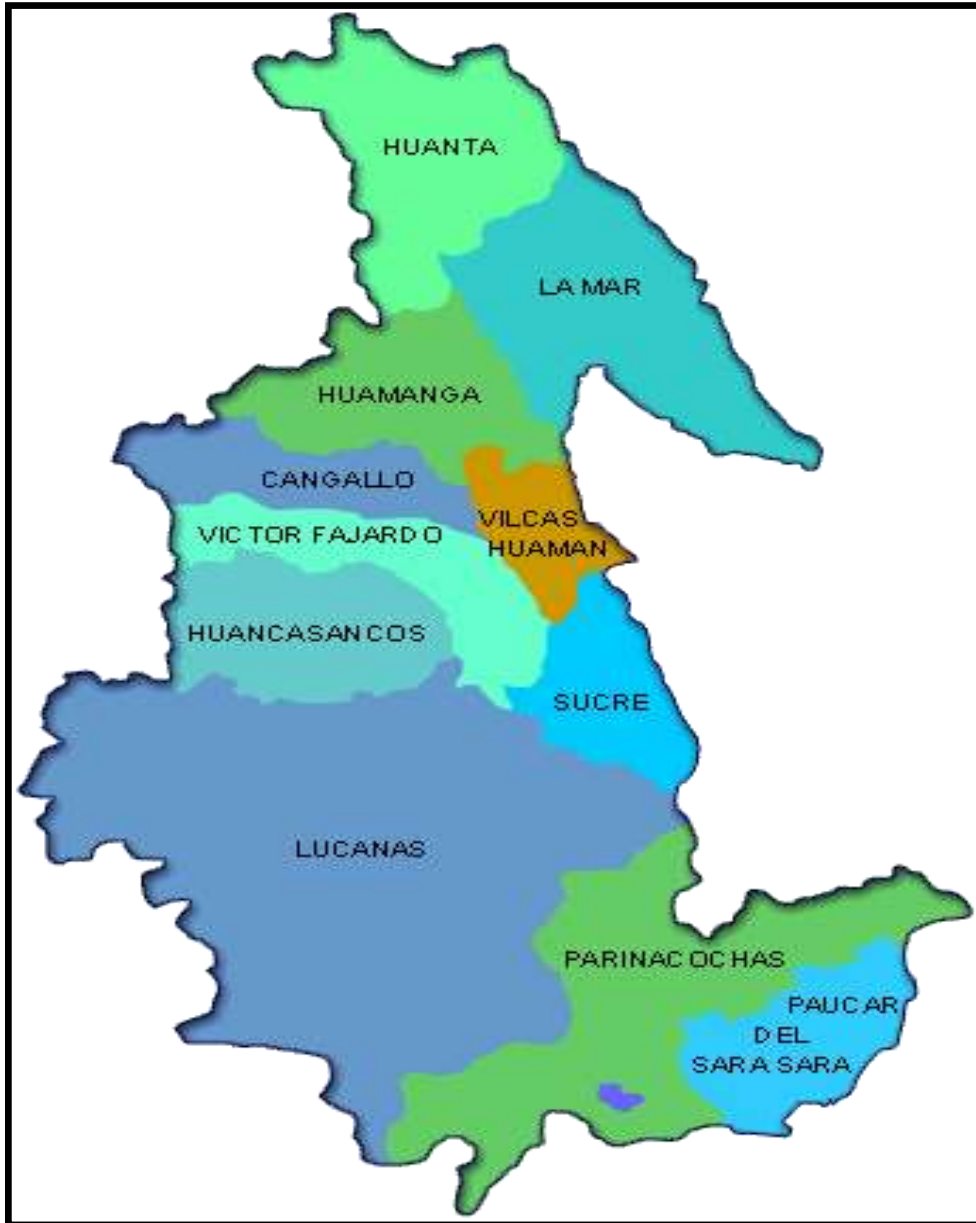 HUANTA
LA MAR
HUAMANGA
CANGALLO
VILCAS
HUAMAN
VICTOR FAJARDO
HUANCASANCOS
SUCRE
LUCANAS
PARINACOCHAS
PAUCAR
DEL
SARA SARA